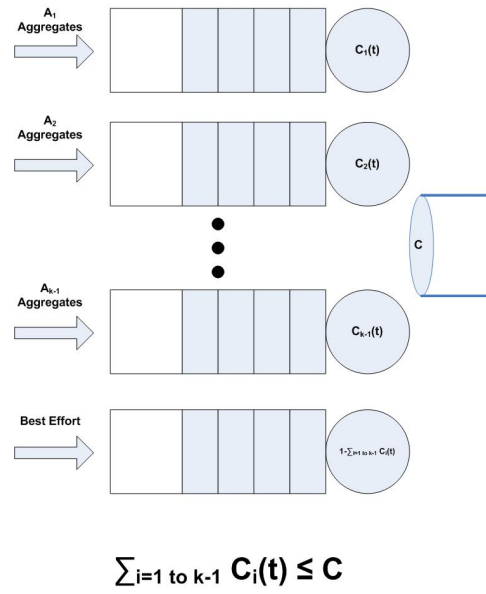 A₁
Aggregates
C₁(t)
A₂
Aggregates
C₂(t)
C
Aₖ₋₁
Aggregates
Cₖ₋₁(t)
Best Effort
1-∑ᵢ₌₁ to k-1 Cᵢ(t)
∑ᵢ₌₁ to k-1 Cᵢ(t) ≤ C